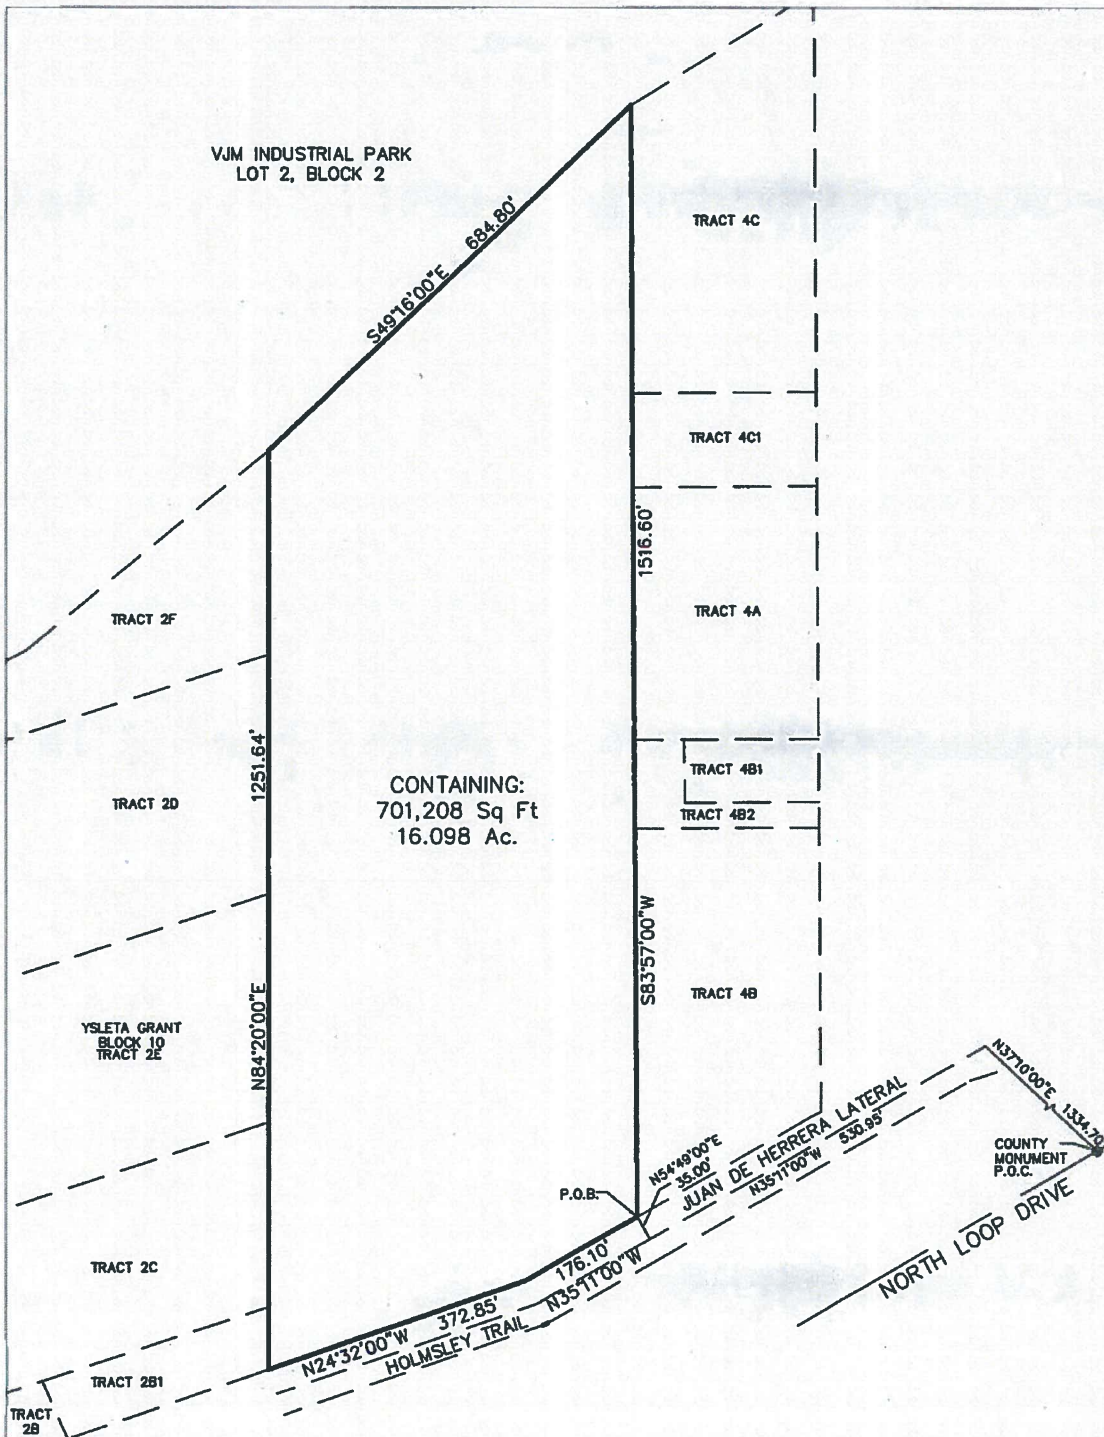 VJM INDUSTRIAL PARK
LOT 2, BLOCK 2
S49°16'00"E 684.80'
TRACT 4C
TRACT 4C1
1516.60'
TRACT 4A
TRACT 2F
1251.64'
TRACT 4B1
TRACT 4B2
TRACT 2D
CONTAINING:
701,208 Sq Ft
16.098 Ac.
S83°57'00"W
TRACT 4B
N84°20'00"E
YSLETA GRANT
BLOCK 10
TRACT 2E
N37°10'00"E 1334.70
COUNTY
MONUMENT
P.O.C.
JUAN DE HERRERA LATERAL
N35°11'00"W 530.95'
N54°49'00"E
35.00'
P.O.B.
NORTH LOOP DRIVE
176.10'
N35°11'00"W
TRACT 2C
N24°32'00"W 372.85'
HOLMSLEY TRAIL
TRACT 2B1
TRACT
2B